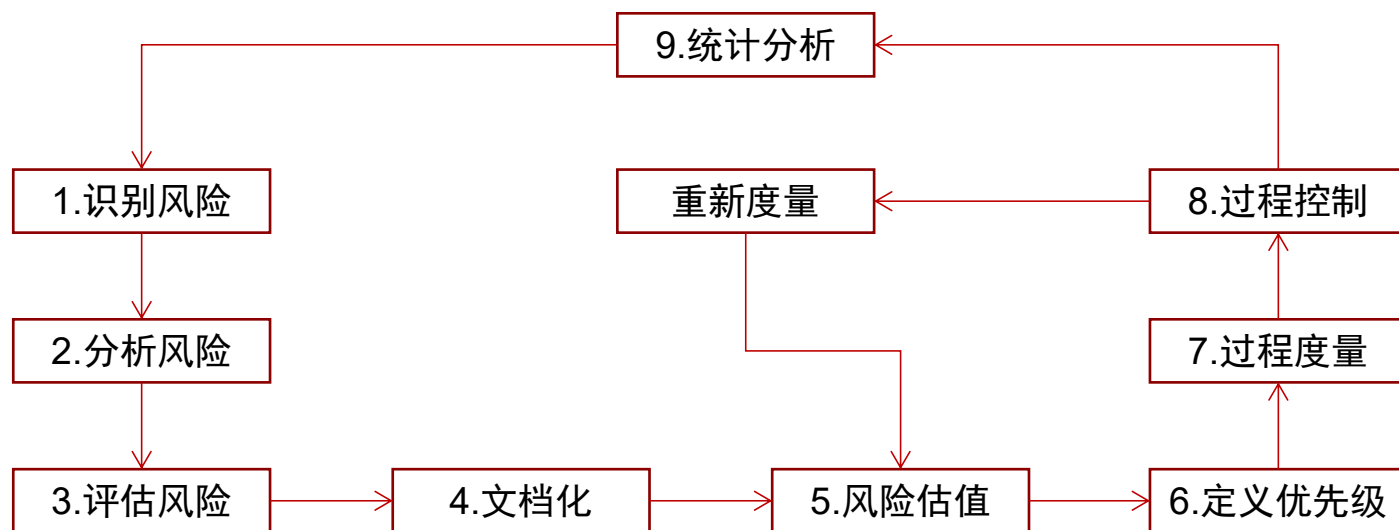 9.统计分析
1.识别风险
重新度量
8.过程控制
2.分析风险
7.过程度量
3.评估风险
4.文档化
5.风险估值
6.定义优先级